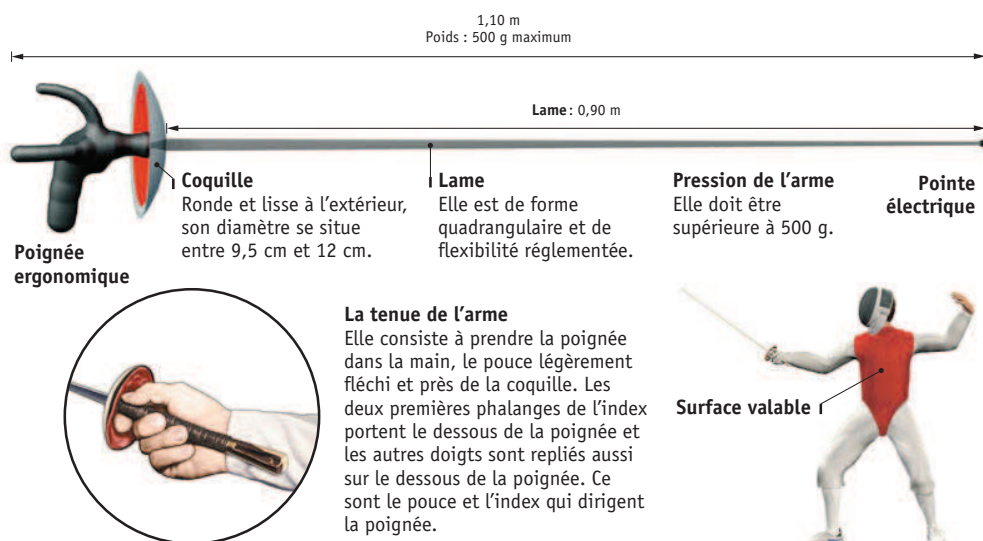 1,10 m
Poids : 500 g maximum
Lame : 0,90 m
Coquille
Ronde et lisse à l'extérieur,
son diamètre se situe
entre 9,5 cm et 12 cm.
Lame
Elle est de forme
quadrangulaire et de
flexibilité réglementée.
Pression de l'arme
Elle doit être
supérieure à 500 g.
Pointe
électrique
Poignée
ergonomique
La tenue de l'arme
Elle consiste à prendre la poignée
dans la main, le pouce légèrement
fléchi et près de la coquille. Les
deux premières phalanges de l'index
portent le dessous de la poignée et
les autres doigts sont repliés aussi
sur le dessous de la poignée. Ce
sont le pouce et l'index qui dirigent
la poignée.
Surface valable